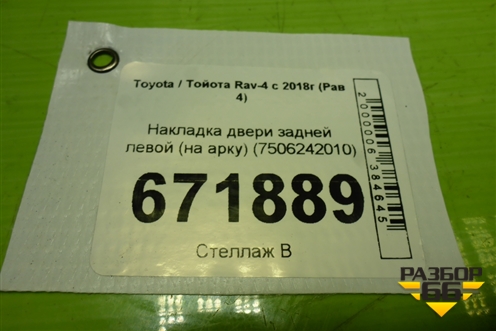 Toyota / Тойота Rav-4 с 2018г (Рав
4)
Накладка двери задней
левой (на арку) (7506242010)
671889
Стеллаж В
2000006384645
РАЗБОР
66